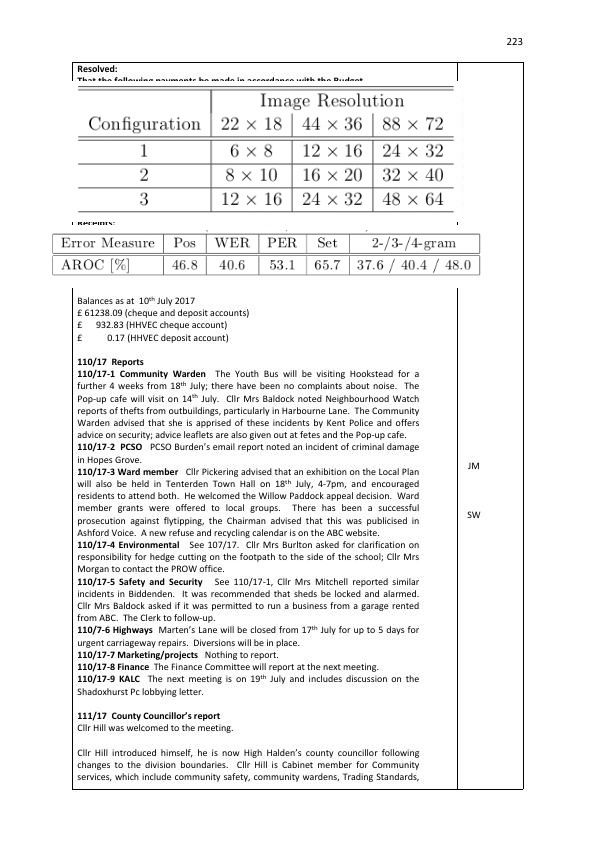 223
Resolved:
That the following payments be made in accordance with the Budget
Image Resolution
Configuration 22 × 18 44 × 36 88 × 72
1 6 × 8 12 × 16 24 × 32
2 8 × 10 16 × 20 32 × 40
3 12 × 16 24 × 32 48 × 64
Receipts:
Error Measure Pos WER PER Set 2-/3-/4-gram
AROC [%] 46.8 40.6 53.1 65.7 37.6 / 40.4 / 48.0
Balances as at 10th July 2017
£ 61238.09 (cheque and deposit accounts)
£ 932.83 (HHVEC cheque account)
£ 0.17 (HHVEC deposit account)
110/17 Reports
110/17-1 Community Warden The Youth Bus will be visiting Hookstead for a
further 4 weeks from 18th July; there have been no complaints about noise. The
Pop-up cafe will visit on 14th July. Cllr Mrs Baldock noted Neighbourhood Watch
reports of thefts from outbuildings, particularly in Harbourne Lane. The Community
Warden advised that she is apprised of these incidents by Kent Police and offers
advice on security; advice leaflets are also given out at fetes and the Pop-up cafe.
110/17-2 PCSO PCSO Burden's email report noted an incident of criminal damage
in Hopes Grove.
110/17-3 Ward member Cllr Pickering advised that an exhibition on the Local Plan
will also be held in Tenterden Town Hall on 18th July, 4-7pm, and encouraged
residents to attend both. He welcomed the Willow Paddock appeal decision. Ward
member grants were offered to local groups. There has been a successful
prosecution against flytipping, the Chairman advised that this was publicised in
Ashford Voice. A new refuse and recycling calendar is on the ABC website.
110/17-4 Environmental See 107/17. Cllr Mrs Burlton asked for clarification on
responsibility for hedge cutting on the footpath to the side of the school; Cllr Mrs
Morgan to contact the PROW office.
110/17-5 Safety and Security See 110/17-1, Cllr Mrs Mitchell reported similar
incidents in Biddenden. It was recommended that sheds be locked and alarmed.
Cllr Mrs Baldock asked if it was permitted to run a business from a garage rented
from ABC. The Clerk to follow-up.
110/7-6 Highways Marten's Lane will be closed from 17th July for up to 5 days for
urgent carriageway repairs. Diversions will be in place.
110/17-7 Marketing/projects Nothing to report.
110/17-8 Finance The Finance Committee will report at the next meeting.
110/17-9 KALC The next meeting is on 19th July and includes discussion on the
Shadoxhurst Pc lobbying letter.
111/17 County Councillor's report
Cllr Hill was welcomed to the meeting.
Cllr Hill introduced himself, he is now High Halden's county councillor following
changes to the division boundaries. Cllr Hill is Cabinet member for Community
services, which include community safety, community wardens, Trading Standards,
JM
SW